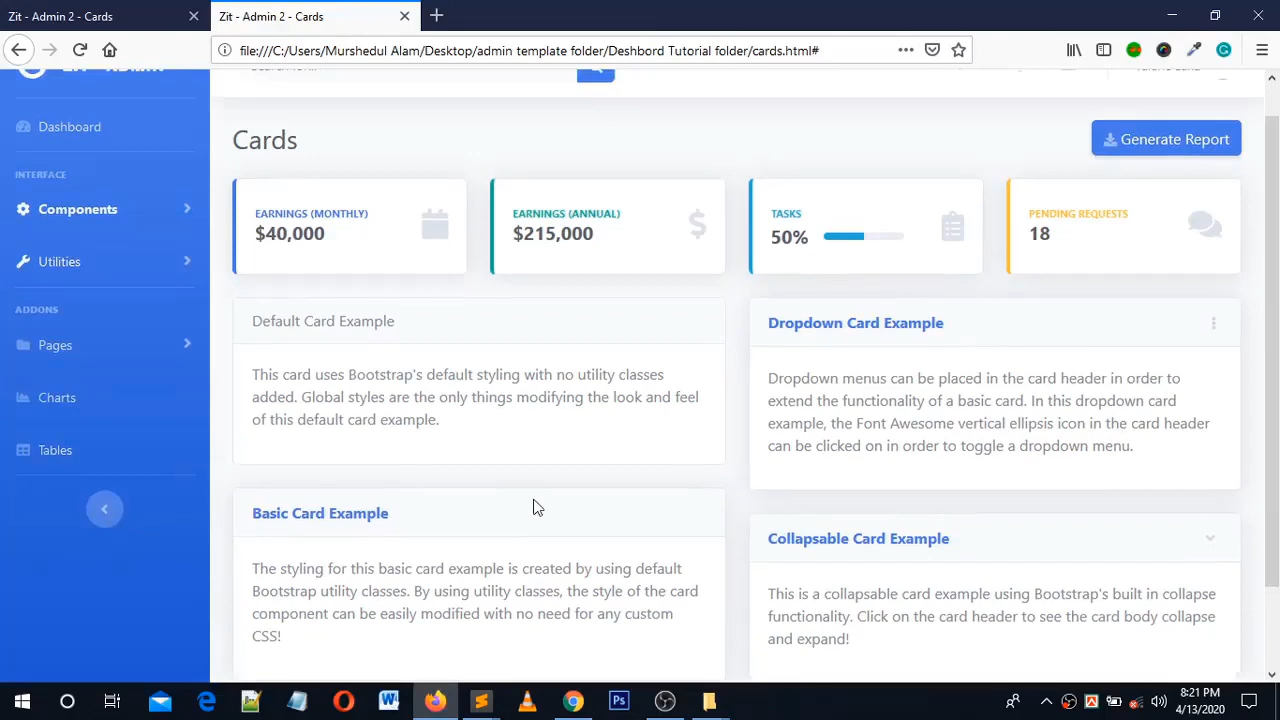 Zit - Admin 2 - Cards
Zit - Admin 2 - Cards
file:///C:/Users/Murshedul Alam/Desktop/admin template folder/Deshbord Tutorial folder/cards.html#
Dashboard
INTERFACE
Components
Utilities
ADDONS
Pages
Charts
Tables
Cards
Generate Report
EARNINGS (MONTHLY)
$40,000
EARNINGS (ANNUAL)
$215,000
TASKS
50%
PENDING REQUESTS
18
Default Card Example
This card uses Bootstrap's default styling with no utility classes
added. Global styles are the only things modifying the look and feel
of this default card example.
Dropdown Card Example
Dropdown menus can be placed in the card header in order to
extend the functionality of a basic card. In this dropdown card
example, the Font Awesome vertical ellipsis icon in the card header
can be clicked on in order to toggle a dropdown menu.
Basic Card Example
The styling for this basic card example is created by using default
Bootstrap utility classes. By using utility classes, the style of the card
component can be easily modified with no need for any custom
CSS!
Collapsable Card Example
This is a collapsable card example using Bootstrap's built in collapse
functionality. Click on the card header to see the card body collapse
and expand!
8:21 PM
4/13/2020